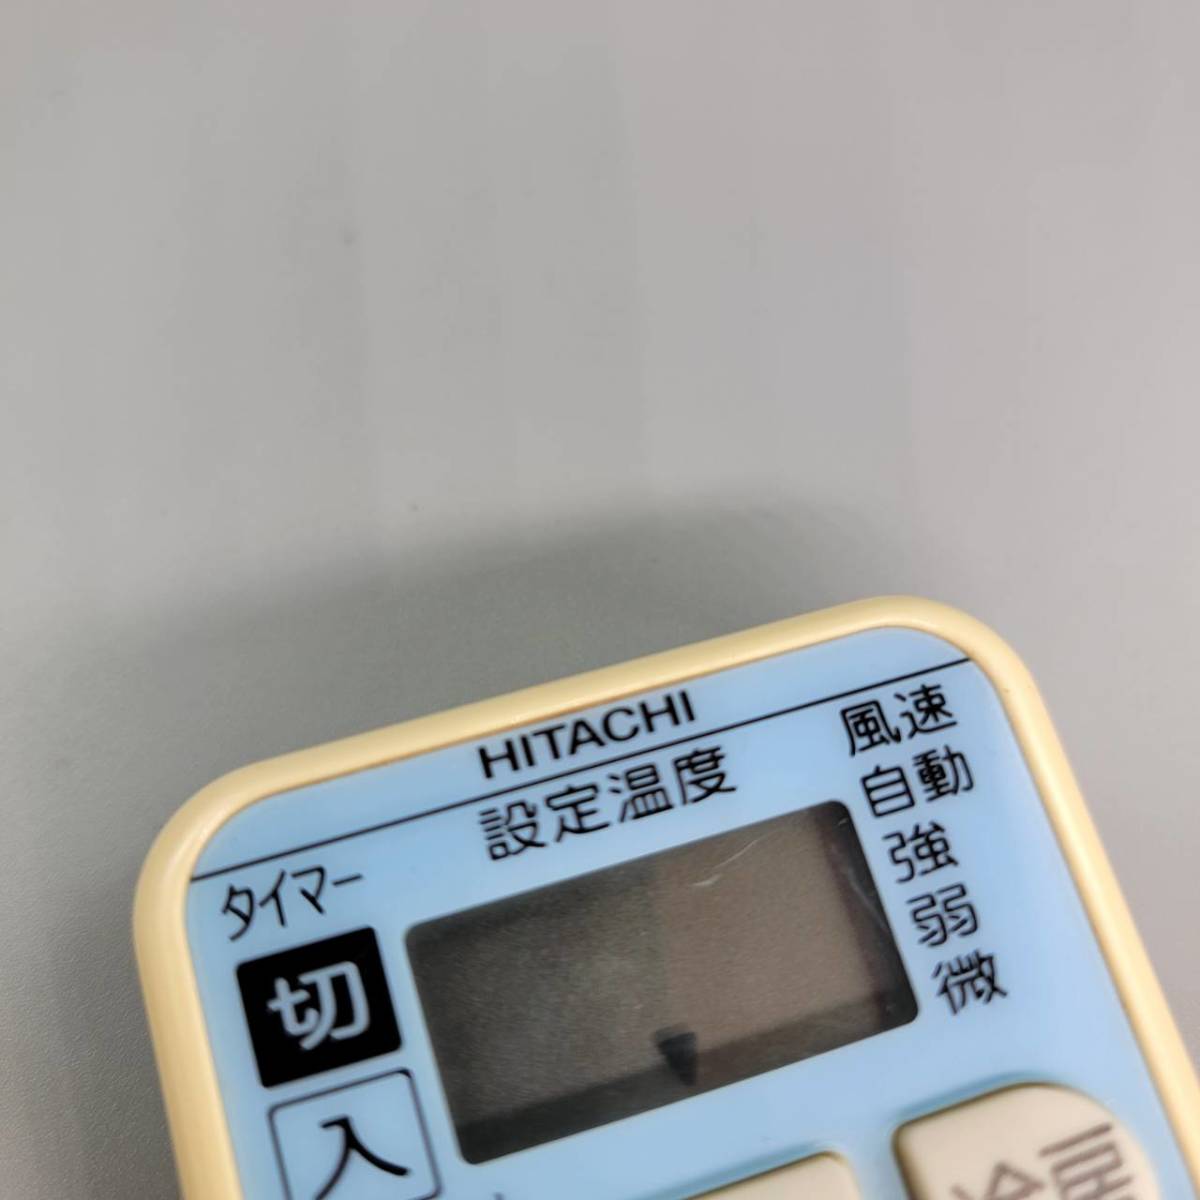 HITACHI
設定温度
風速
自動
強
弱
微
タイマー
切
入